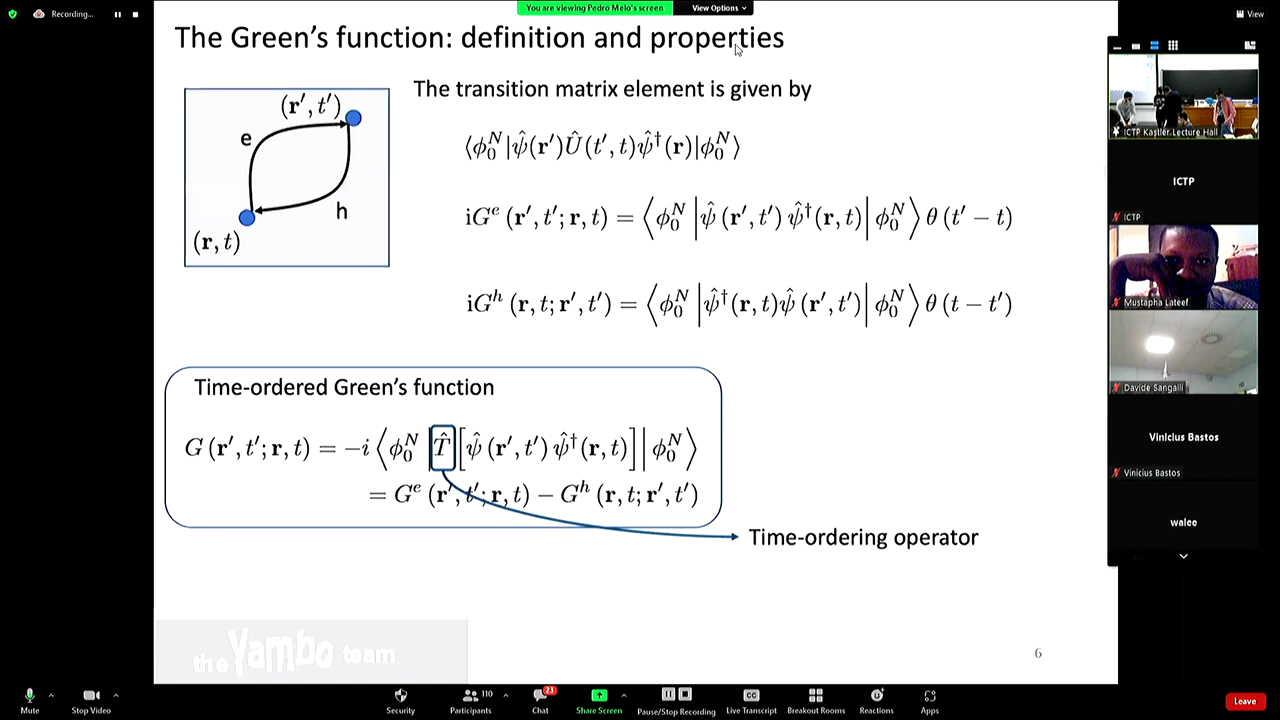 Recording...
You are viewing Pedro Melo's screen
View Options
View
The Green's function: definition and properties
(r′, t′)
e
h
(r, t)
The transition matrix element is given by
⟨ϕ₀ᴺ|ψ̂(r′)Û(t′, t)ψ̂†(r)|ϕ₀ᴺ⟩
iGᵉ (r′, t′; r, t) = ⟨ϕ₀ᴺ |ψ̂ (r′, t′) ψ̂†(r, t)| ϕ₀ᴺ⟩ θ (t′ − t)
iGʰ (r, t; r′, t′) = ⟨ϕ₀ᴺ |ψ̂†(r, t)ψ̂ (r′, t′)| ϕ₀ᴺ⟩ θ (t − t′)
Time-ordered Green's function
G (r′, t′; r, t) = −i ⟨ϕ₀ᴺ |T̂ [ψ̂ (r′, t′) ψ̂†(r, t)]| ϕ₀ᴺ⟩
= Gᵉ (r′, t′; r, t) − Gʰ (r, t; r′, t′)
Time-ordering operator
the Yambo team
6
ICTP Kastler Lecture Hall
ICTP
ICTP
Mustapha Lateef
Davide Sangalli
Vinicius Bastos
Vinicius Bastos
walee
Mute
Stop Video
Security
110
Participants
23
Chat
Share Screen
Pause/Stop Recording
CC
Live Transcript
Breakout Rooms
Reactions
Apps
Leave